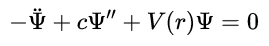 −Ψ̈ + cΨ″ + V(r)Ψ = 0